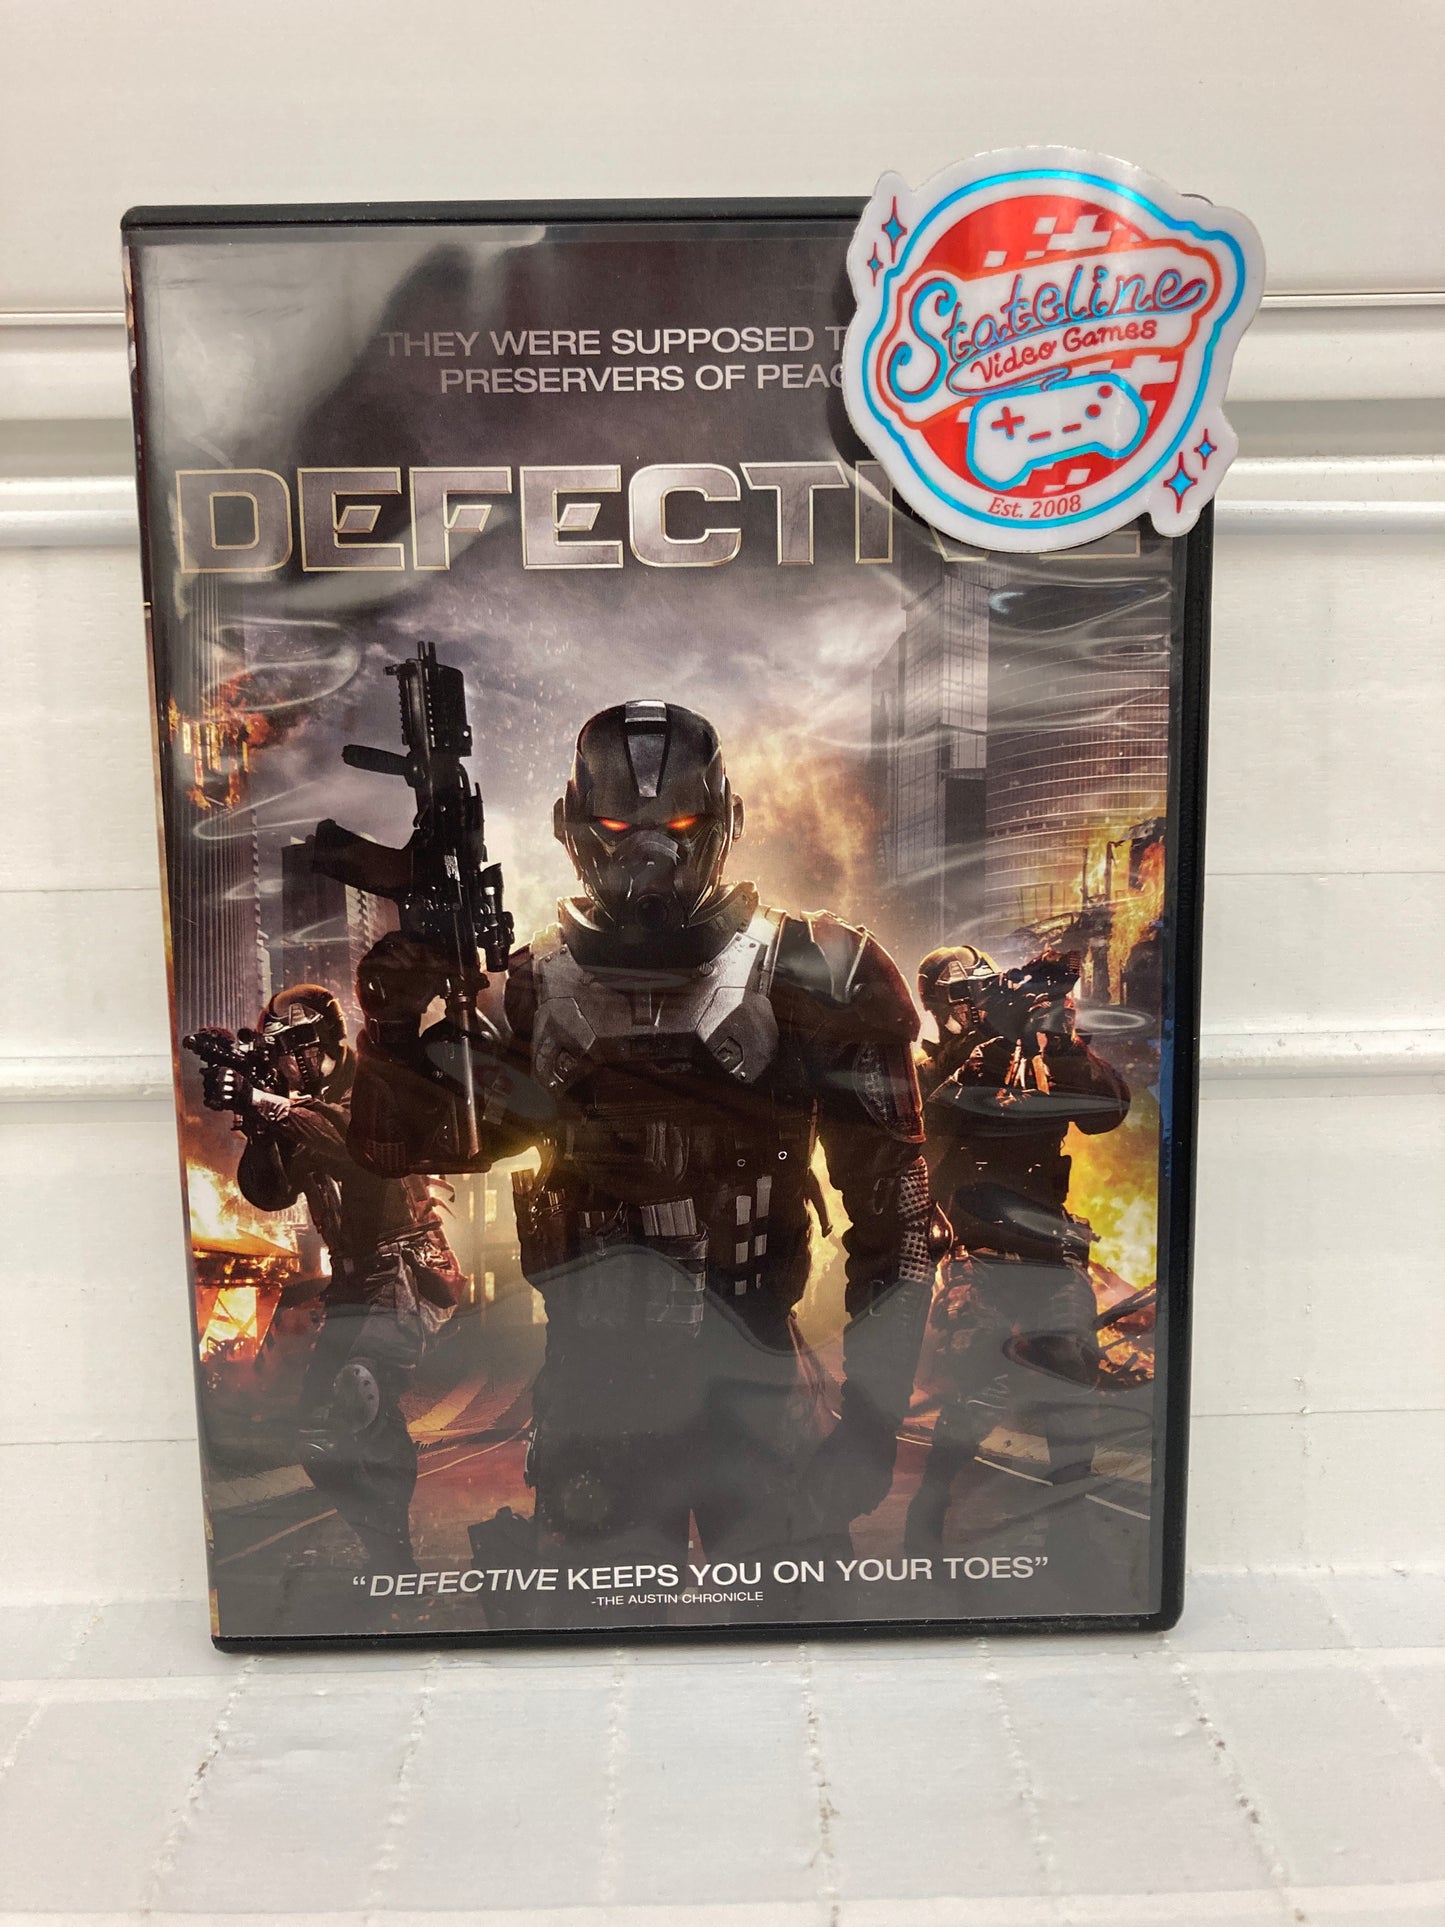 THEY WERE SUPPOSED
PRESERVERS OF PEAC
DEFECTIVE
Stateline
Video Games
Est. 2008
"DEFECTIVE KEEPS YOU ON YOUR TOES"
-THE AUSTIN CHRONICLE